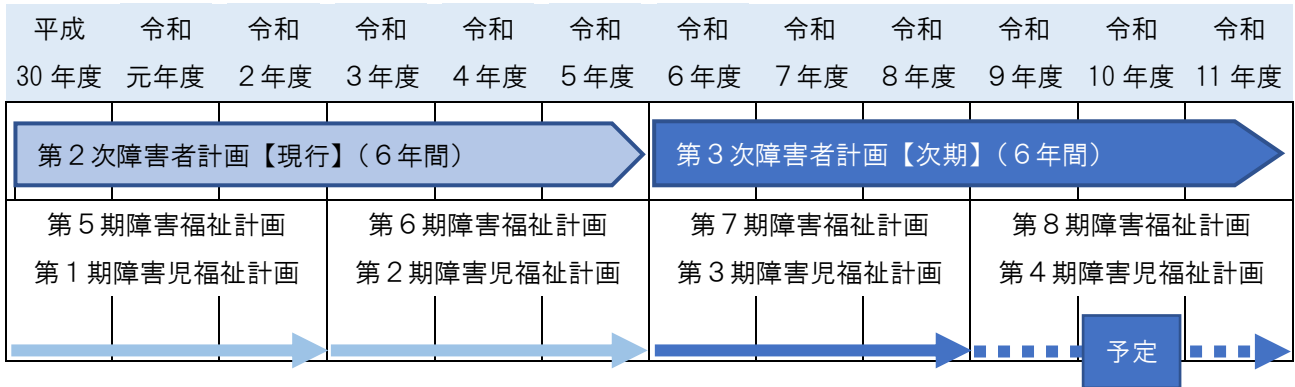 平成 令和 令和 令和 令和 令和 令和 令和 令和 令和 令和 令和
30年度 元年度 2年度 3年度 4年度 5年度 6年度 7年度 8年度 9年度 10年度 11年度
第2次障害者計画【現行】(6年間) 第3次障害者計画【次期】(6年間)
第5期障害福祉計画 第6期障害福祉計画 第7期障害福祉計画 第8期障害福祉計画
第1期障害児福祉計画 第2期障害児福祉計画 第3期障害児福祉計画 第4期障害児福祉計画
予定